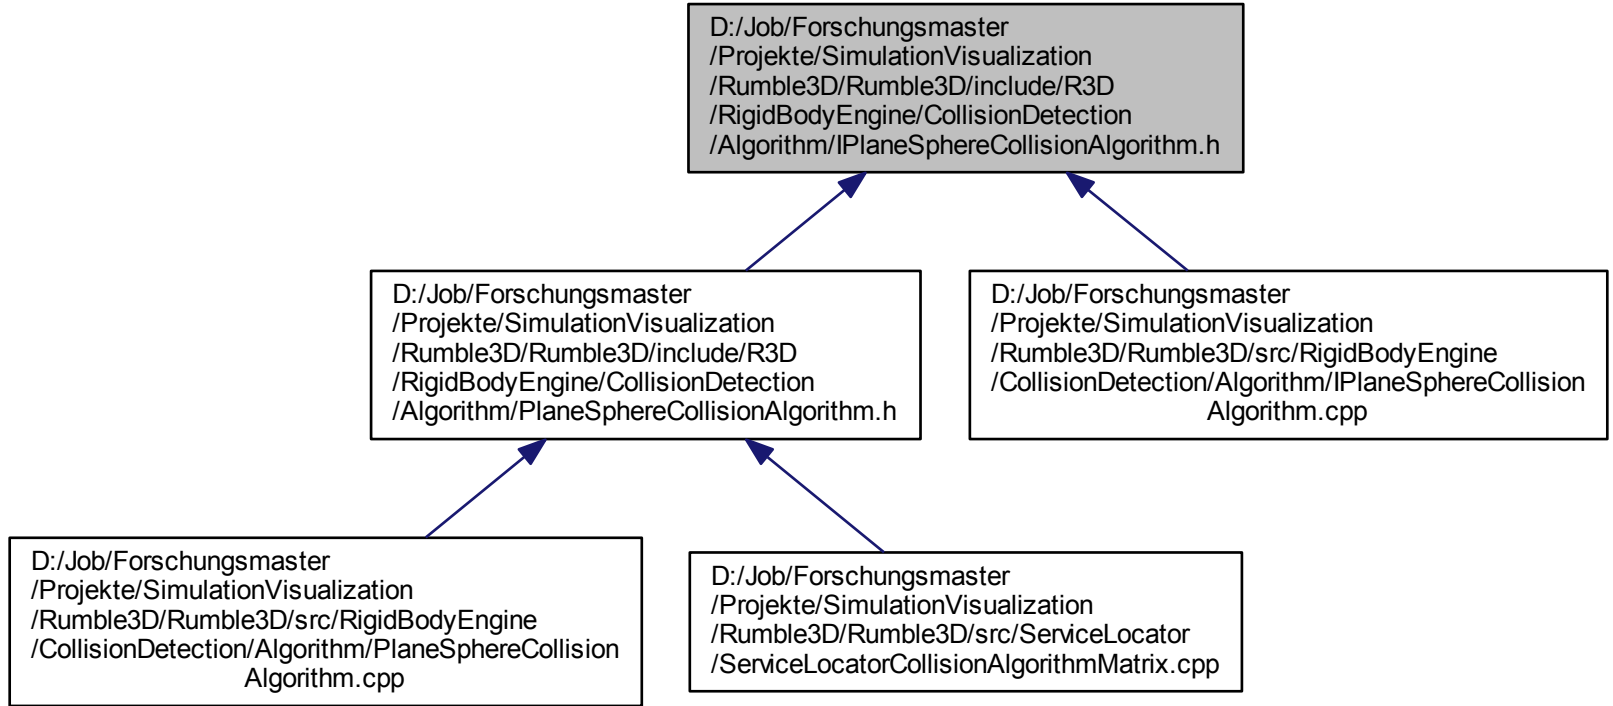 D:/Job/Forschungsmaster
/Projekte/SimulationVisualization
/Rumble3D/Rumble3D/include/R3D
/RigidBodyEngine/CollisionDetection
/Algorithm/IPlaneSphereCollisionAlgorithm.h
D:/Job/Forschungsmaster
/Projekte/SimulationVisualization
/Rumble3D/Rumble3D/include/R3D
/RigidBodyEngine/CollisionDetection
/Algorithm/PlaneSphereCollisionAlgorithm.h
D:/Job/Forschungsmaster
/Projekte/SimulationVisualization
/Rumble3D/Rumble3D/src/RigidBodyEngine
/CollisionDetection/Algorithm/IPlaneSphereCollision
Algorithm.cpp
D:/Job/Forschungsmaster
/Projekte/SimulationVisualization
/Rumble3D/Rumble3D/src/RigidBodyEngine
/CollisionDetection/Algorithm/PlaneSphereCollision
Algorithm.cpp
D:/Job/Forschungsmaster
/Projekte/SimulationVisualization
/Rumble3D/Rumble3D/src/ServiceLocator
/ServiceLocatorCollisionAlgorithmMatrix.cpp